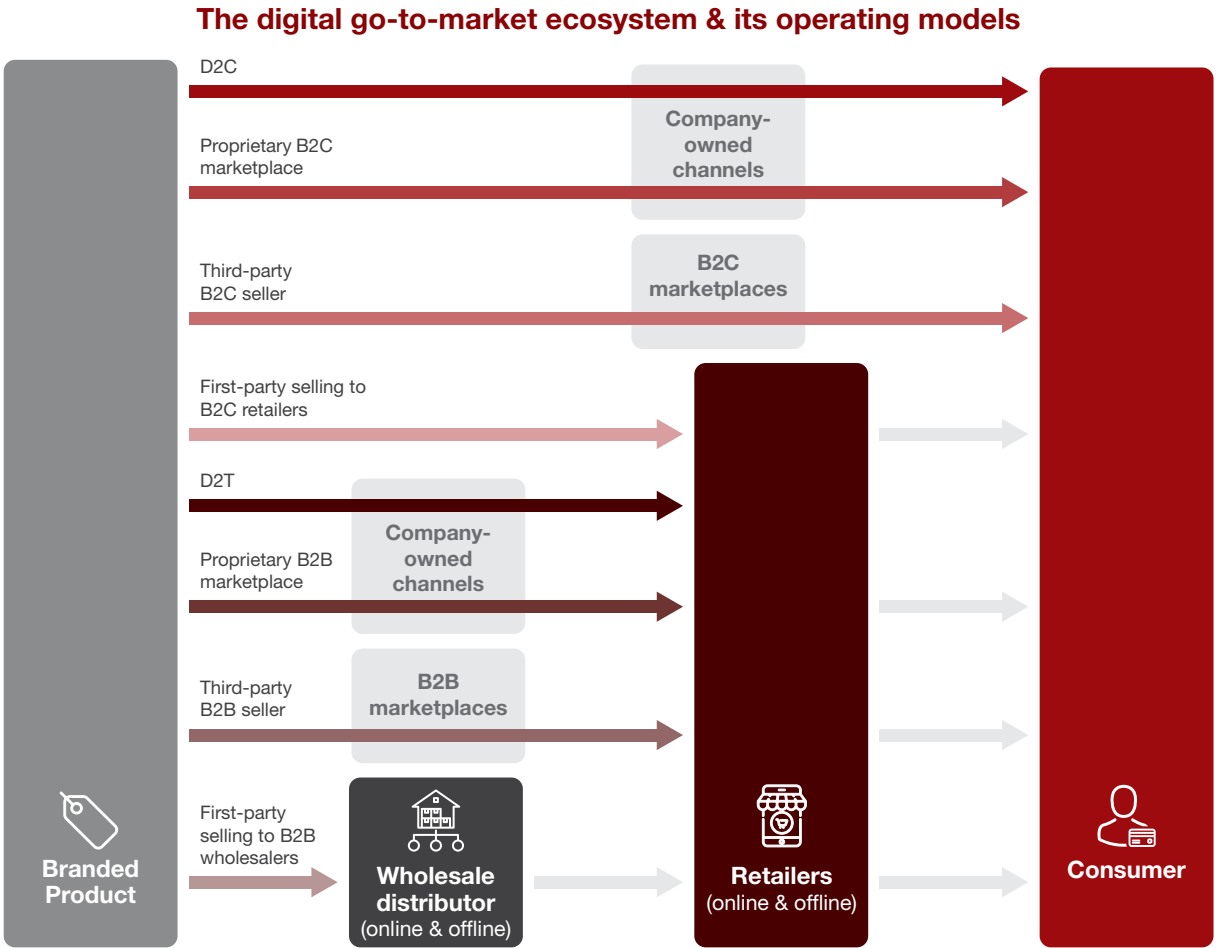 The digital go-to-market ecosystem & its operating models
D2C
Company-
owned
channels
Proprietary B2C
marketplace
B2C
marketplaces
Third-party
B2C seller
First-party selling to
B2C retailers
D2T
Company-
owned
channels
Proprietary B2B
marketplace
B2B
marketplaces
Third-party
B2B seller
First-party
selling to B2B
wholesalers
Branded
Product
Wholesale
distributor
(online & offline)
Retailers
(online & offline)
Consumer